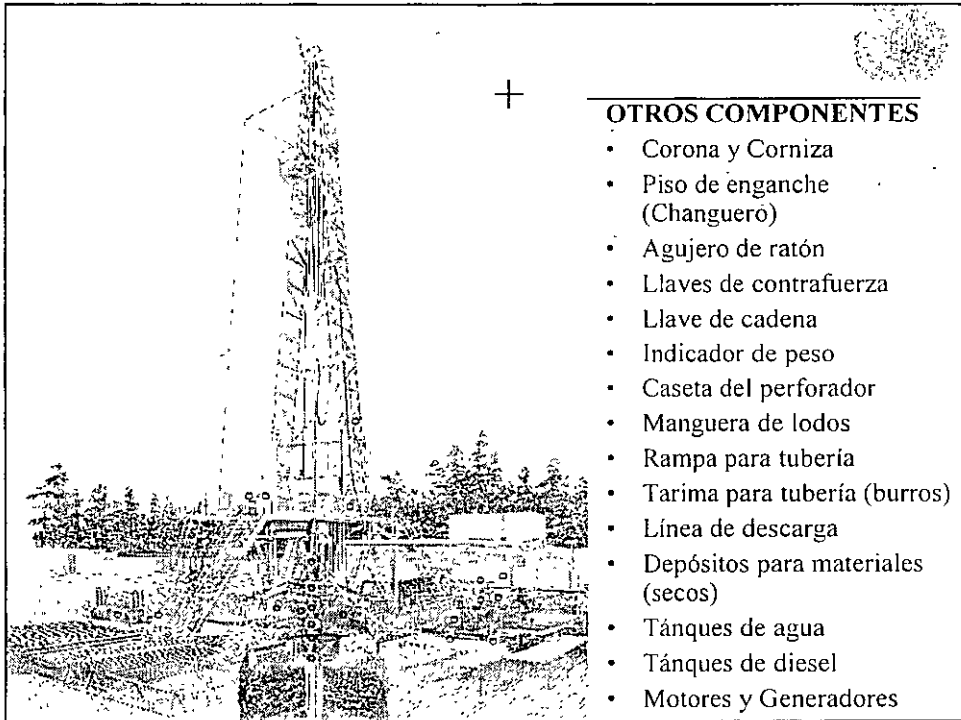 OTROS COMPONENTES
• Corona y Corniza
• Piso de enganche
(Changuero)
• Agujero de ratón
• Llaves de contrafuerza
• Llave de cadena
• Indicador de peso
• Caseta del perforador
• Manguera de lodos
• Rampa para tubería
• Tarima para tubería (burros)
• Línea de descarga
• Depósitos para materiales
(secos)
• Tánques de agua
• Tánques de diesel
• Motores y Generadores